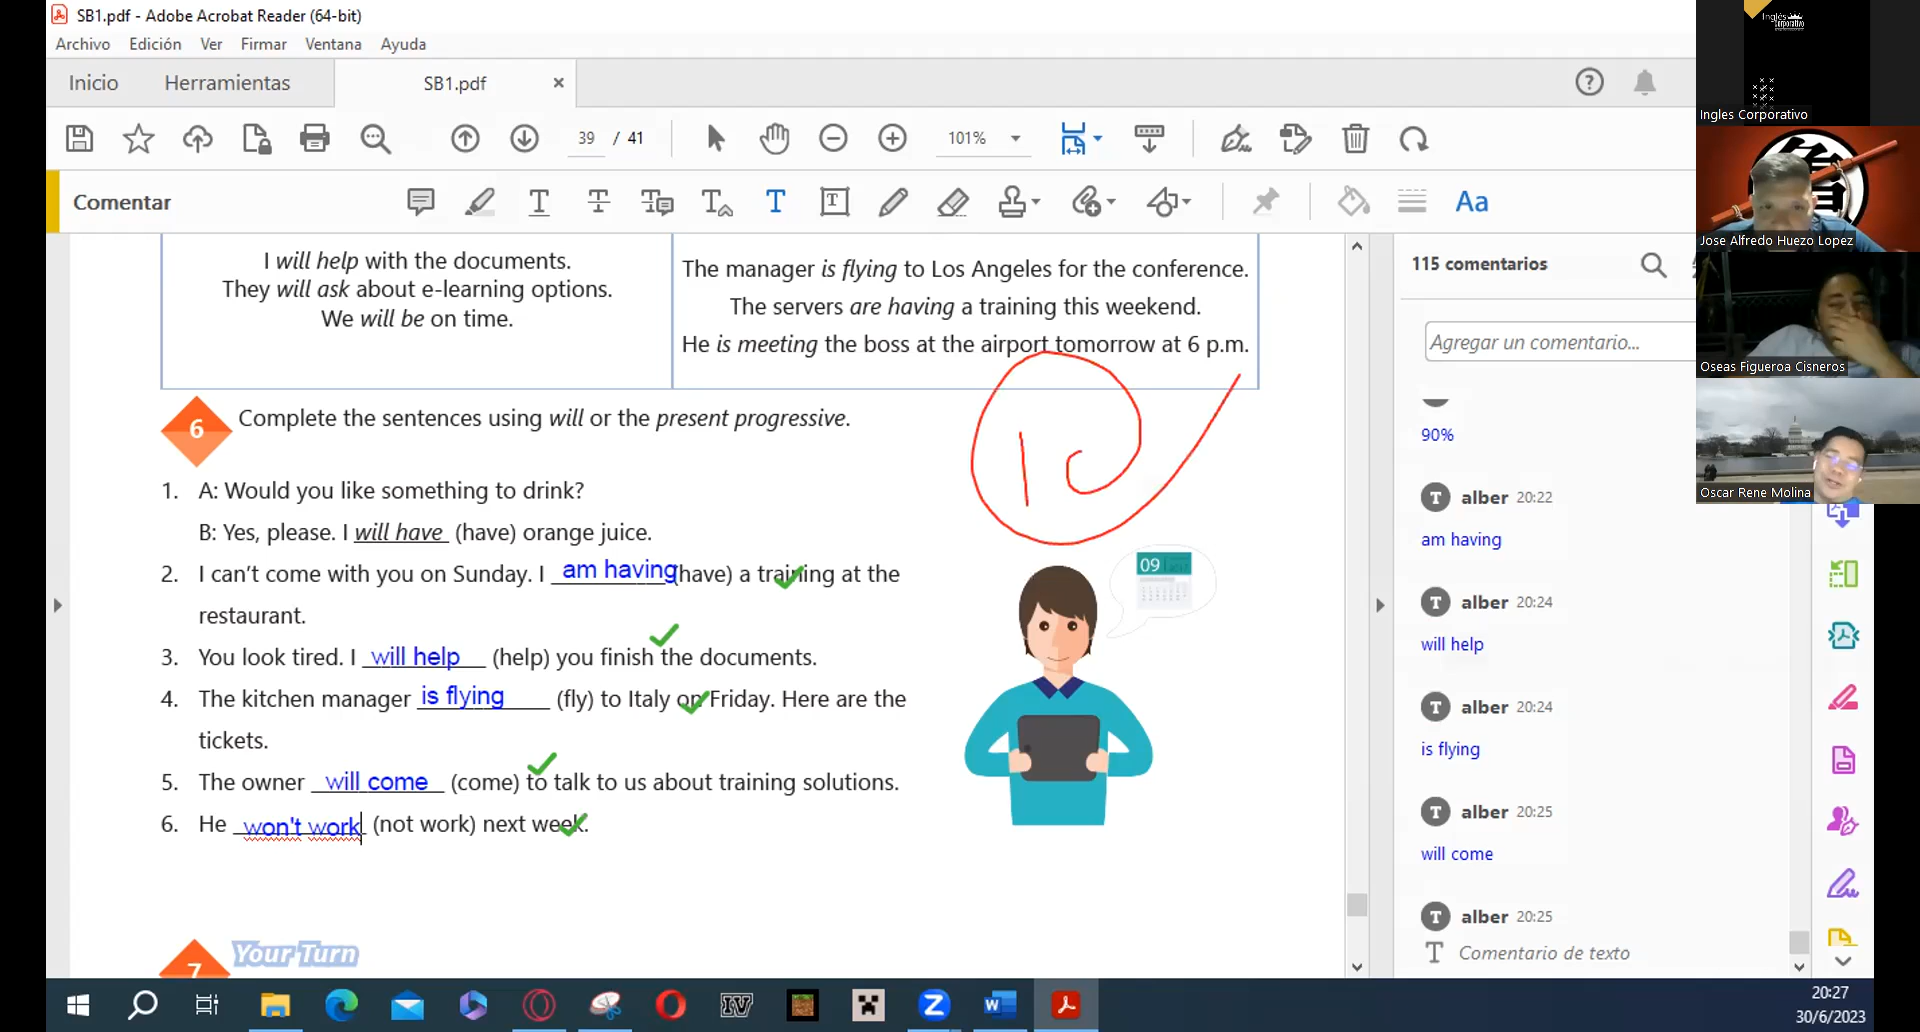 SB1.pdf - Adobe Acrobat Reader (64-bit)
Archivo Edición Ver Firmar Ventana Ayuda
Inicio Herramientas SB1.pdf
39 / 41 101%
Comentar
Aa
I will help with the documents.
They will ask about e-learning options.
We will be on time.
The manager is flying to Los Angeles for the conference.
The servers are having a training this weekend.
He is meeting the boss at the airport tomorrow at 6 p.m.
6 Complete the sentences using will or the present progressive.
10
1. A: Would you like something to drink?
B: Yes, please. I will have (have) orange juice.
2. I can't come with you on Sunday. I am having (have) a training at the
restaurant.
3. You look tired. I will help (help) you finish the documents.
4. The kitchen manager is flying (fly) to Italy on Friday. Here are the
tickets.
5. The owner will come (come) to talk to us about training solutions.
6. He won't work (not work) next week.
09
7 Your Turn
115 comentarios
Agregar un comentario...
90%
T alber 20:22
am having
T alber 20:24
will help
T alber 20:24
is flying
T alber 20:25
will come
T alber 20:25
T Comentario de texto
Inglés
Corporativo
Ingles Corporativo
Jose Alfredo Huezo Lopez
Oseas Figueroa Cisneros
Oscar Rene Molina
IV
20:27
30/6/2023